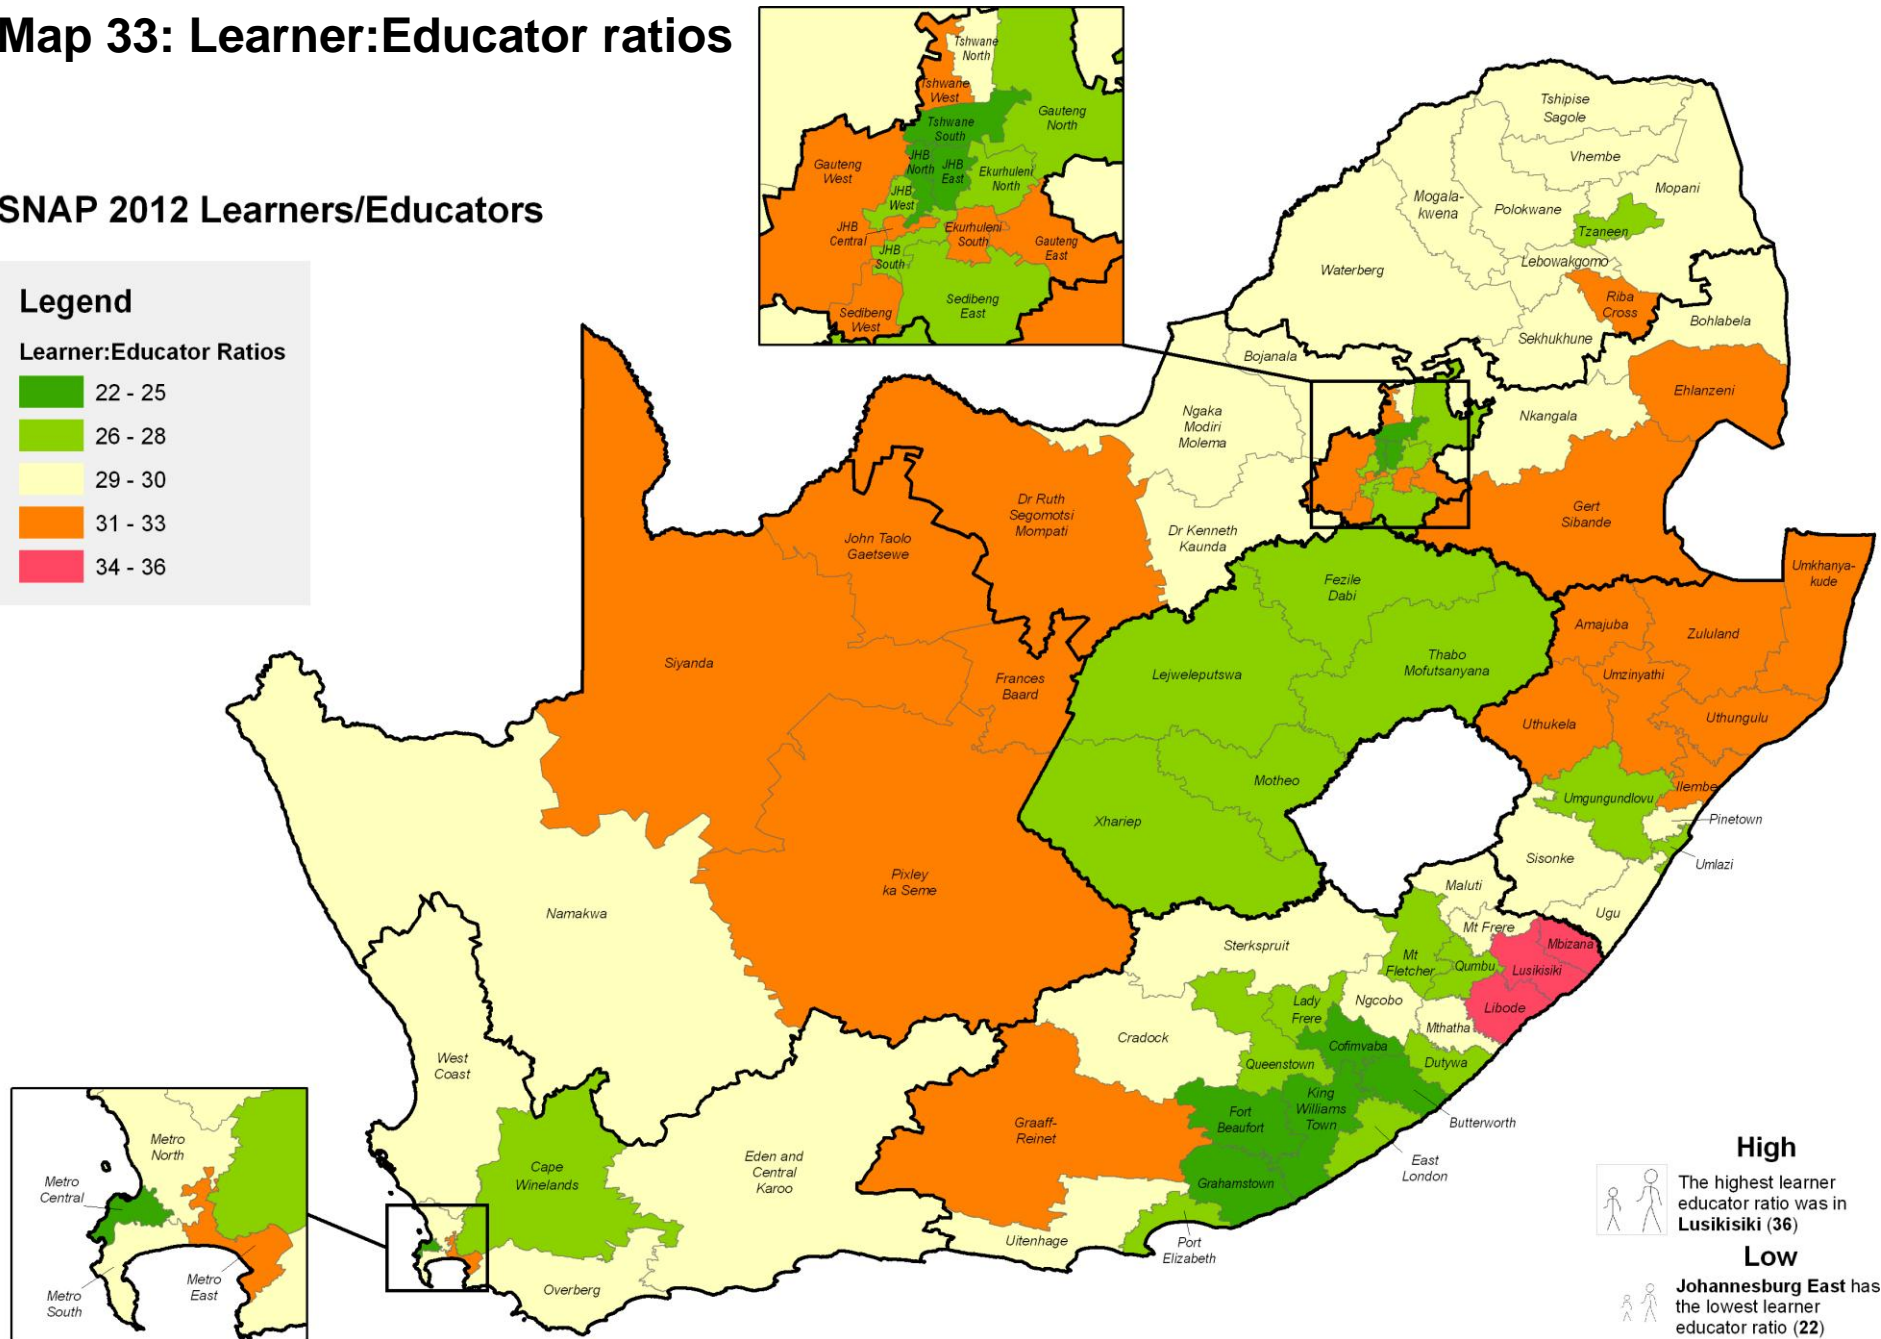 Map 33: Learner:Educator ratios
SNAP 2012 Learners/Educators
Legend
Learner:Educator Ratios
22 - 25
26 - 28
29 - 30
31 - 33
34 - 36
Tshwane
North
Tshwane
West
Gauteng
North
Tshwane
South
JHB
North
JHB
East
Gauteng
West
Ekurhuleni
North
JHB
West
JHB
Central
Ekurhuleni
South
Gauteng
East
JHB
South
Sedibeng
East
Sedibeng
West
Tshipise
Sagole
Vhembe
Mopani
Mogala-
kwena
Polokwane
Tzaneen
Lebowakgomo
Waterberg
Riba
Cross
Bohlabela
Sekhukhune
Bojanala
Ehlanzeni
Nkangala
Ngaka
Modiri
Molema
Dr Ruth
Segomotsi
Mompati
Gert
Sibande
Dr Kenneth
Kaunda
John Taolo
Gaetsewe
Umkhanya-
kude
Fezile
Dabi
Amajuba
Zululand
Siyanda
Thabo
Mofutsanyana
Lejweleputswa
Umzinyathi
Frances
Baard
Uthukela
Uthungulu
Motheo
Ilembe
Umgungundlovu
Pinetown
Xhariep
Umlazi
Sisonke
Pixley
ka Seme
Maluti
Namakwa
Ugu
Mt Frere
Mbizana
Sterkspruit
Mt
Fletcher
Qumbu
Lusikisiki
Ngcobo
Libode
Lady
Frere
Mthatha
Cradock
Cofimvaba
Dutywa
West
Coast
Queenstown
King
Williams
Town
Butterworth
Fort
Beaufort
Graaff-
Reinet
East
London
Cape
Winelands
Eden and
Central
Karoo
Grahamstown
Uitenhage
Port
Elizabeth
Overberg
Metro
North
Metro
Central
Metro
East
Metro
South
High
The highest learner
educator ratio was in
Lusikisiki (36)
Low
Johannesburg East has
the lowest learner
educator ratio (22)